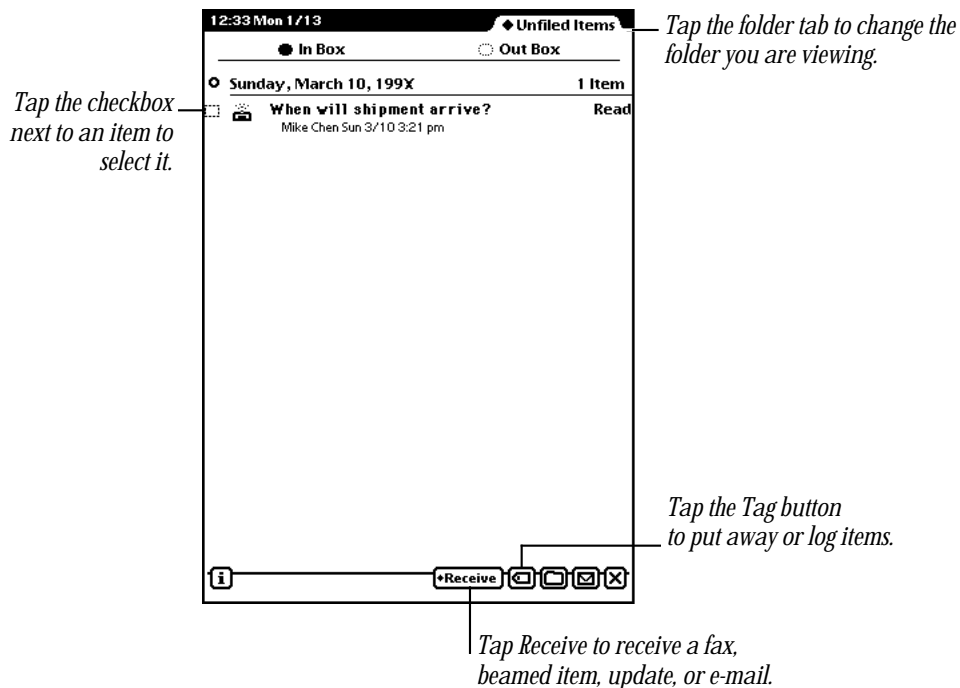 12:33 Mon 1/13
◆Unfiled Items
Tap the folder tab to change the
folder you are viewing.
In Box
Out Box
Sunday, March 10, 199X
1 Item
Tap the checkbox
next to an item to
select it.
When will shipment arrive?
Read
Mike Chen Sun 3/10 3:21 pm
Tap the Tag button
to put away or log items.
i
◆Receive
X
Tap Receive to receive a fax,
beamed item, update, or e-mail.